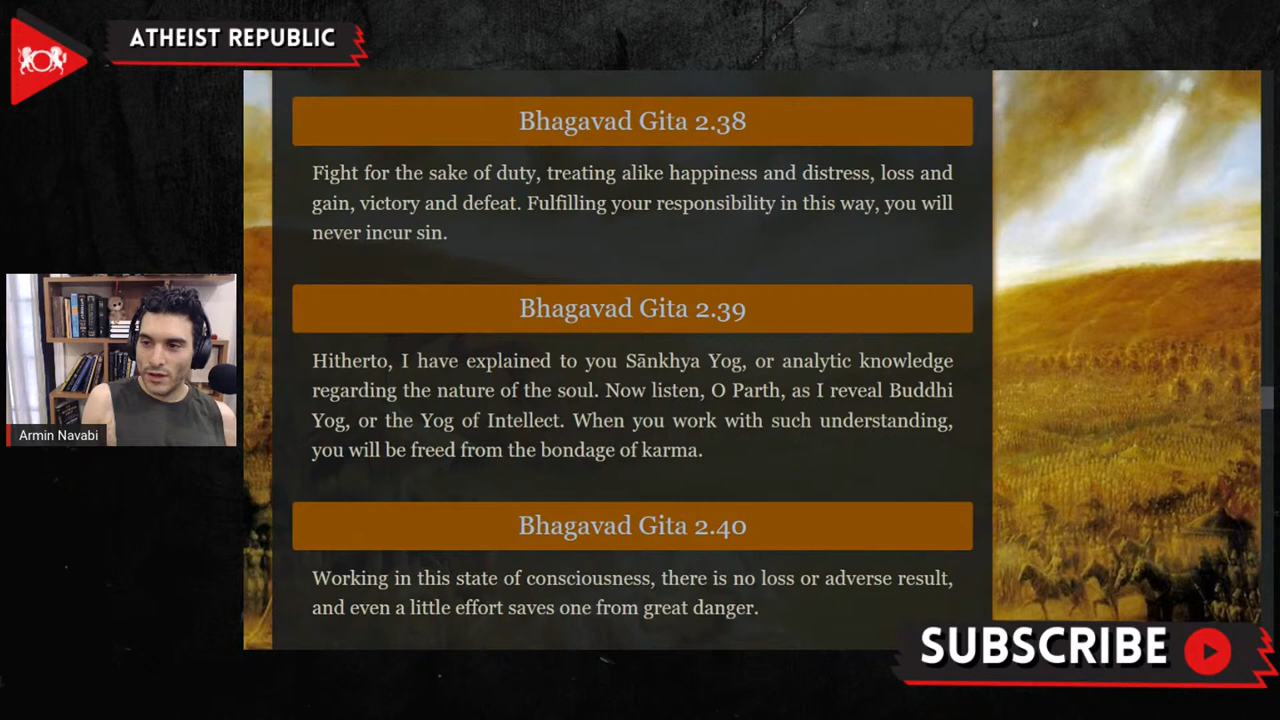 ATHEIST REPUBLIC
Bhagavad Gita 2.38
Fight for the sake of duty, treating alike happiness and distress, loss and
gain, victory and defeat. Fulfilling your responsibility in this way, you will
never incur sin.
Bhagavad Gita 2.39
Hitherto, I have explained to you Sānkhya Yog, or analytic knowledge
regarding the nature of the soul. Now listen, O Parth, as I reveal Buddhi
Yog, or the Yog of Intellect. When you work with such understanding,
you will be freed from the bondage of karma.
Armin Navabi
Bhagavad Gita 2.40
Working in this state of consciousness, there is no loss or adverse result,
and even a little effort saves one from great danger.
SUBSCRIBE